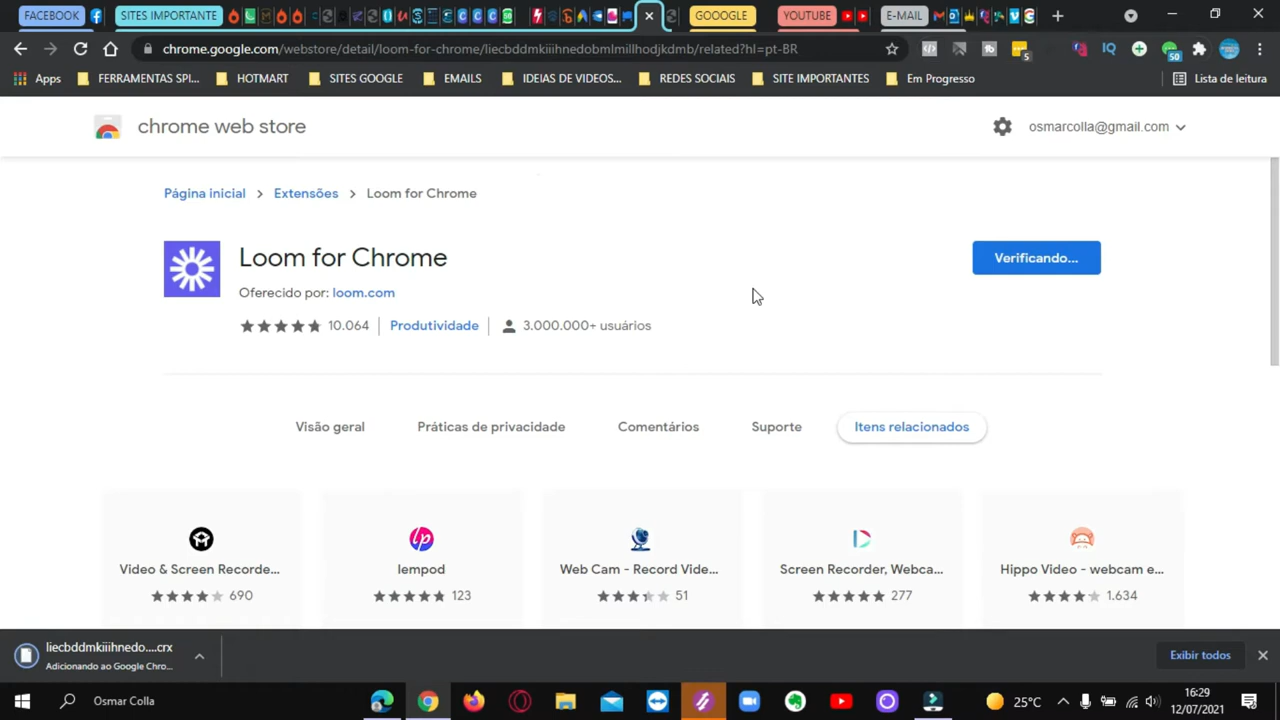 FACEBOOK
SITES IMPORTANTE
GOOOGLE
YOUTUBE
E-MAIL
chrome.google.com/webstore/detail/loom-for-chrome/liecbddmkiiihnedobmlmillhodjkdmb/related?hl=pt-BR
5
IQ
50
Apps
FERRAMENTAS SPI...
HOTMART
SITES GOOGLE
EMAILS
IDEIAS DE VIDEOS...
REDES SOCIAIS
SITE IMPORTANTES
Em Progresso
Lista de leitura
chrome web store
osmarcolla@gmail.com
Página inicial
Extensões
Loom for Chrome
Loom for Chrome
Verificando...
Oferecido por: loom.com
10.064
Produtividade
3.000.000+ usuários
Visão geral
Práticas de privacidade
Comentários
Suporte
Itens relacionados
lp
Video & Screen Recorde...
lempod
Web Cam - Record Vide...
Screen Recorder, Webca...
Hippo Video - webcam e...
690
123
51
277
1.634
liecbddmkiiihnedo....crx
Adicionando ao Google Chro...
Exibir todos
Osmar Colla
25°C
16:29
12/07/2021